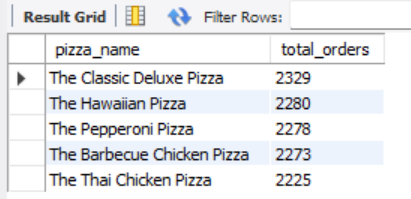 Result Grid Filter Rows:
pizza_name total_orders
The Classic Deluxe Pizza 2329
The Hawaiian Pizza 2280
The Pepperoni Pizza 2278
The Barbecue Chicken Pizza 2273
The Thai Chicken Pizza 2225